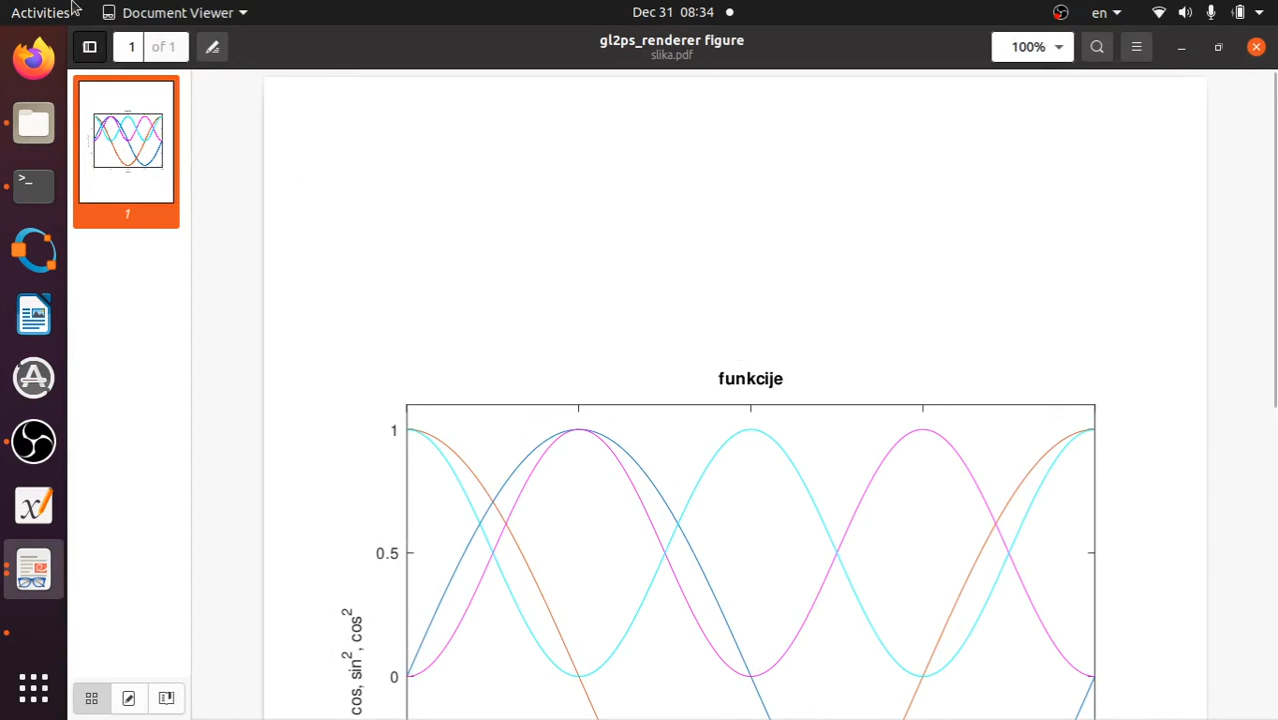 Activities
Document Viewer
Dec 31 08:34
en
1
of 1
gl2ps_renderer figure
slika.pdf
100%
>_
1
funkcije
1
0.5
0
cos, sin², cos²